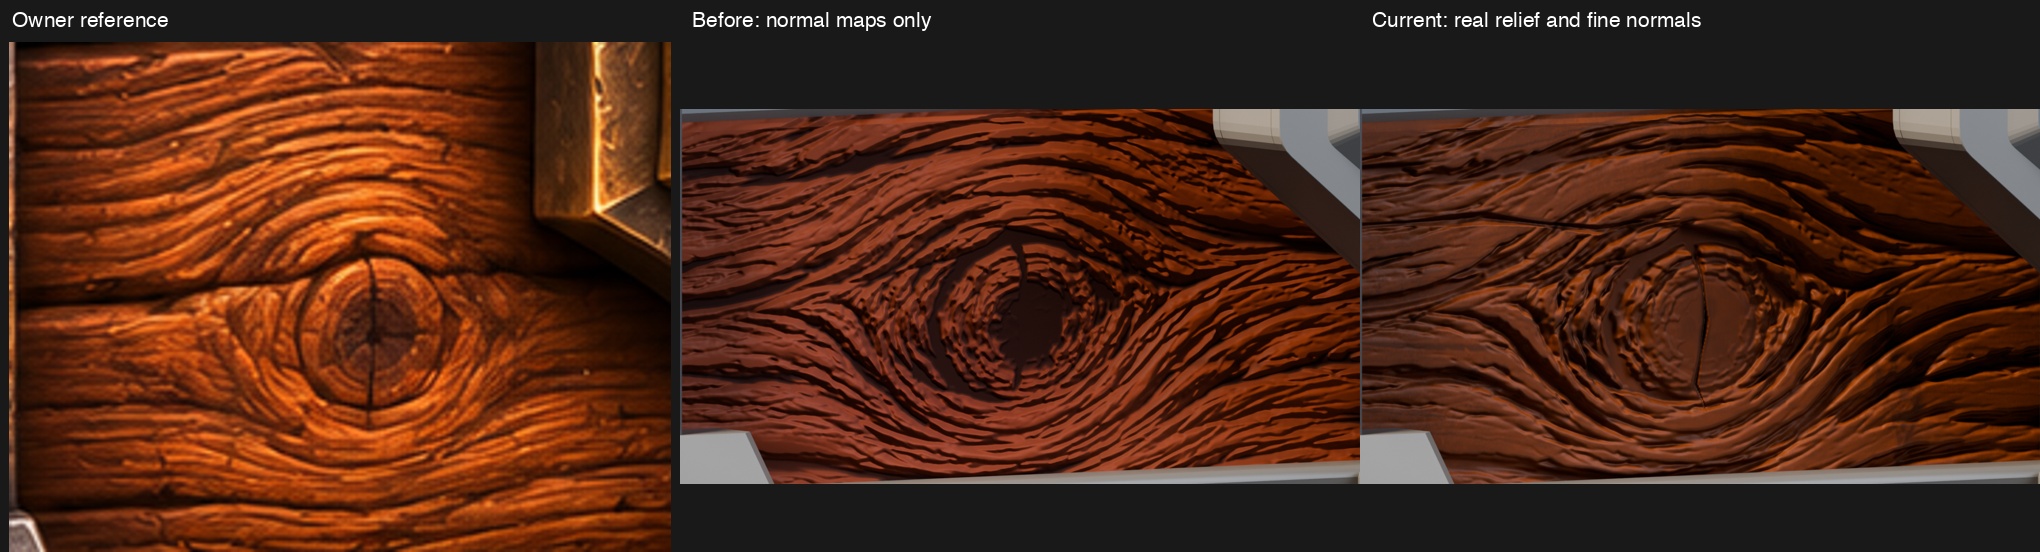 Owner reference
Before: normal maps only
Current: real relief and fine normals